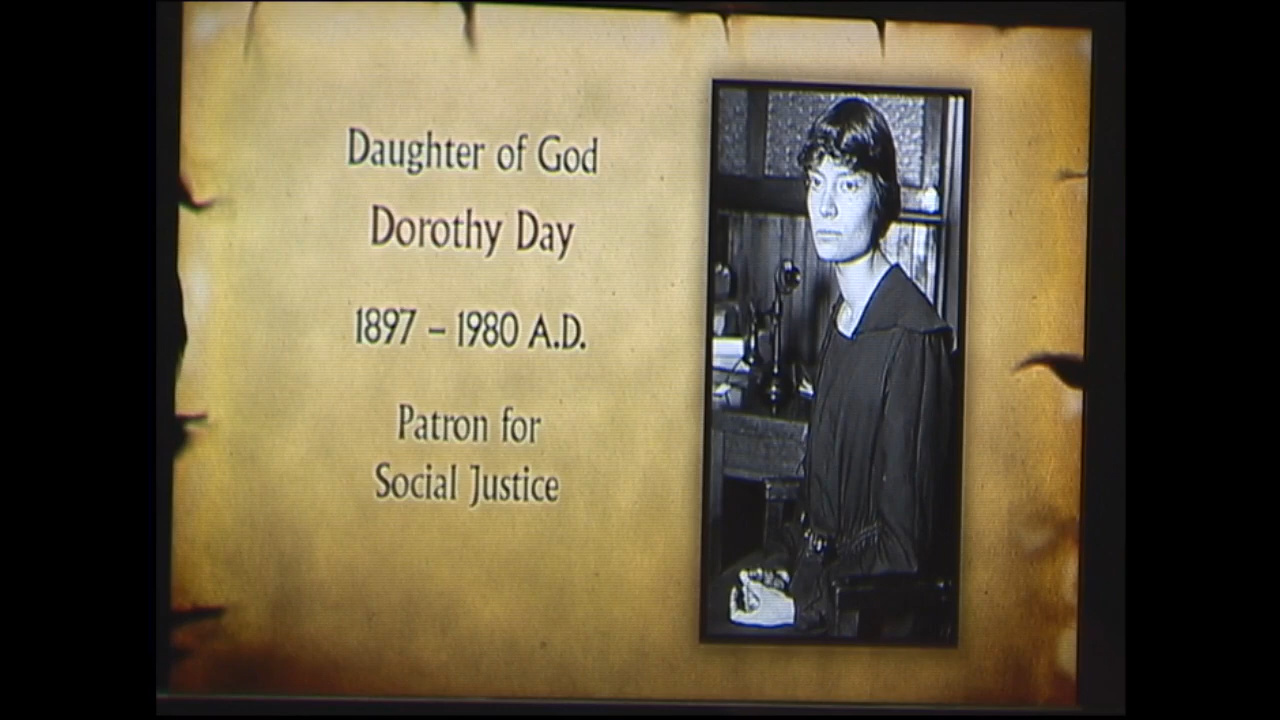 Daughter of God
Dorothy Day
1897 – 1980 A.D.
Patron for
Social Justice